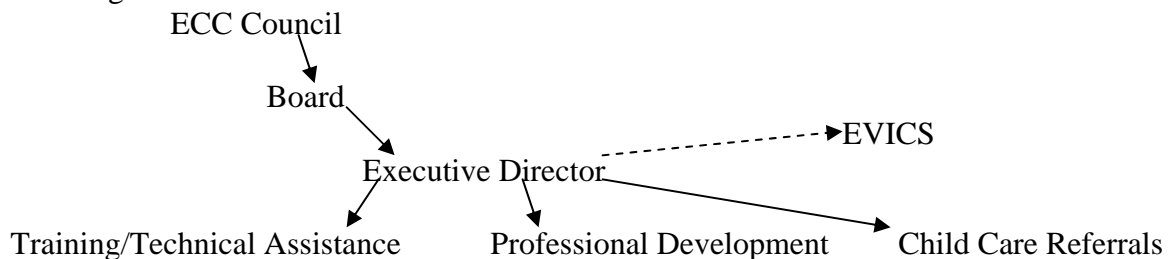 ECC Council
Board
EVICS
Executive Director
Training/Technical Assistance Professional Development Child Care Referrals